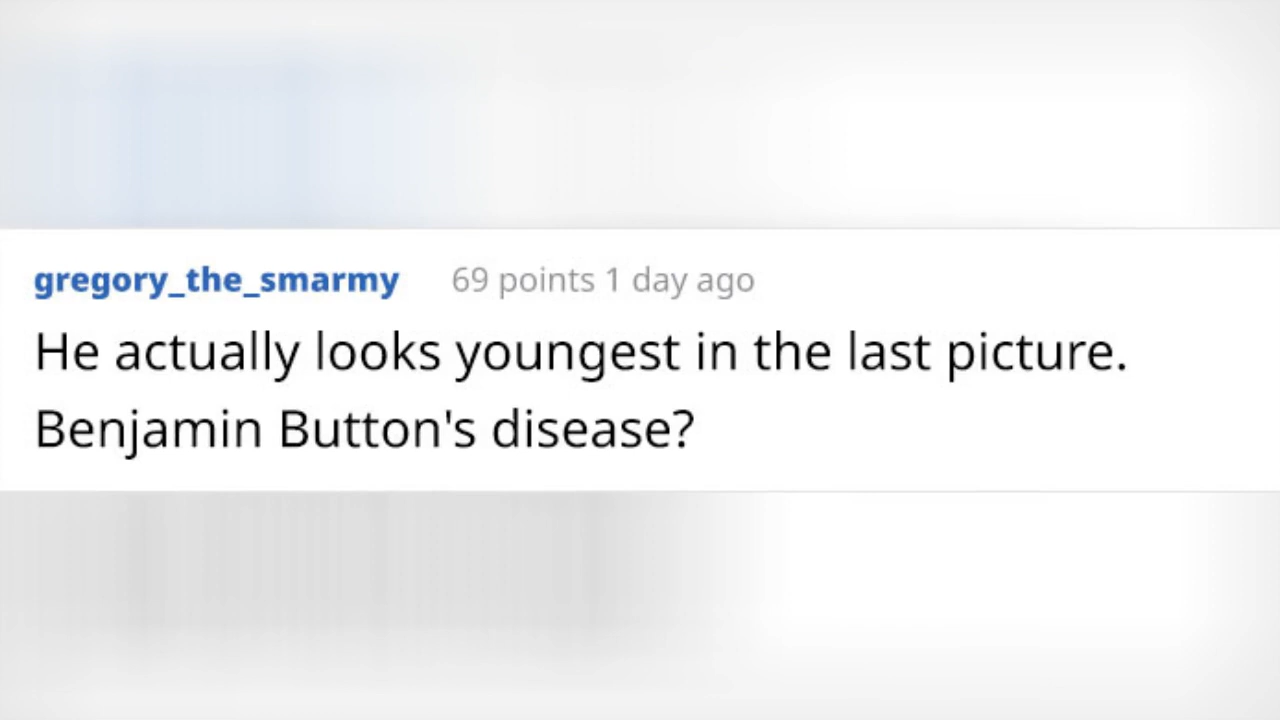 gregory_the_smarmy 69 points 1 day ago
He actually looks youngest in the last picture.
Benjamin Button's disease?